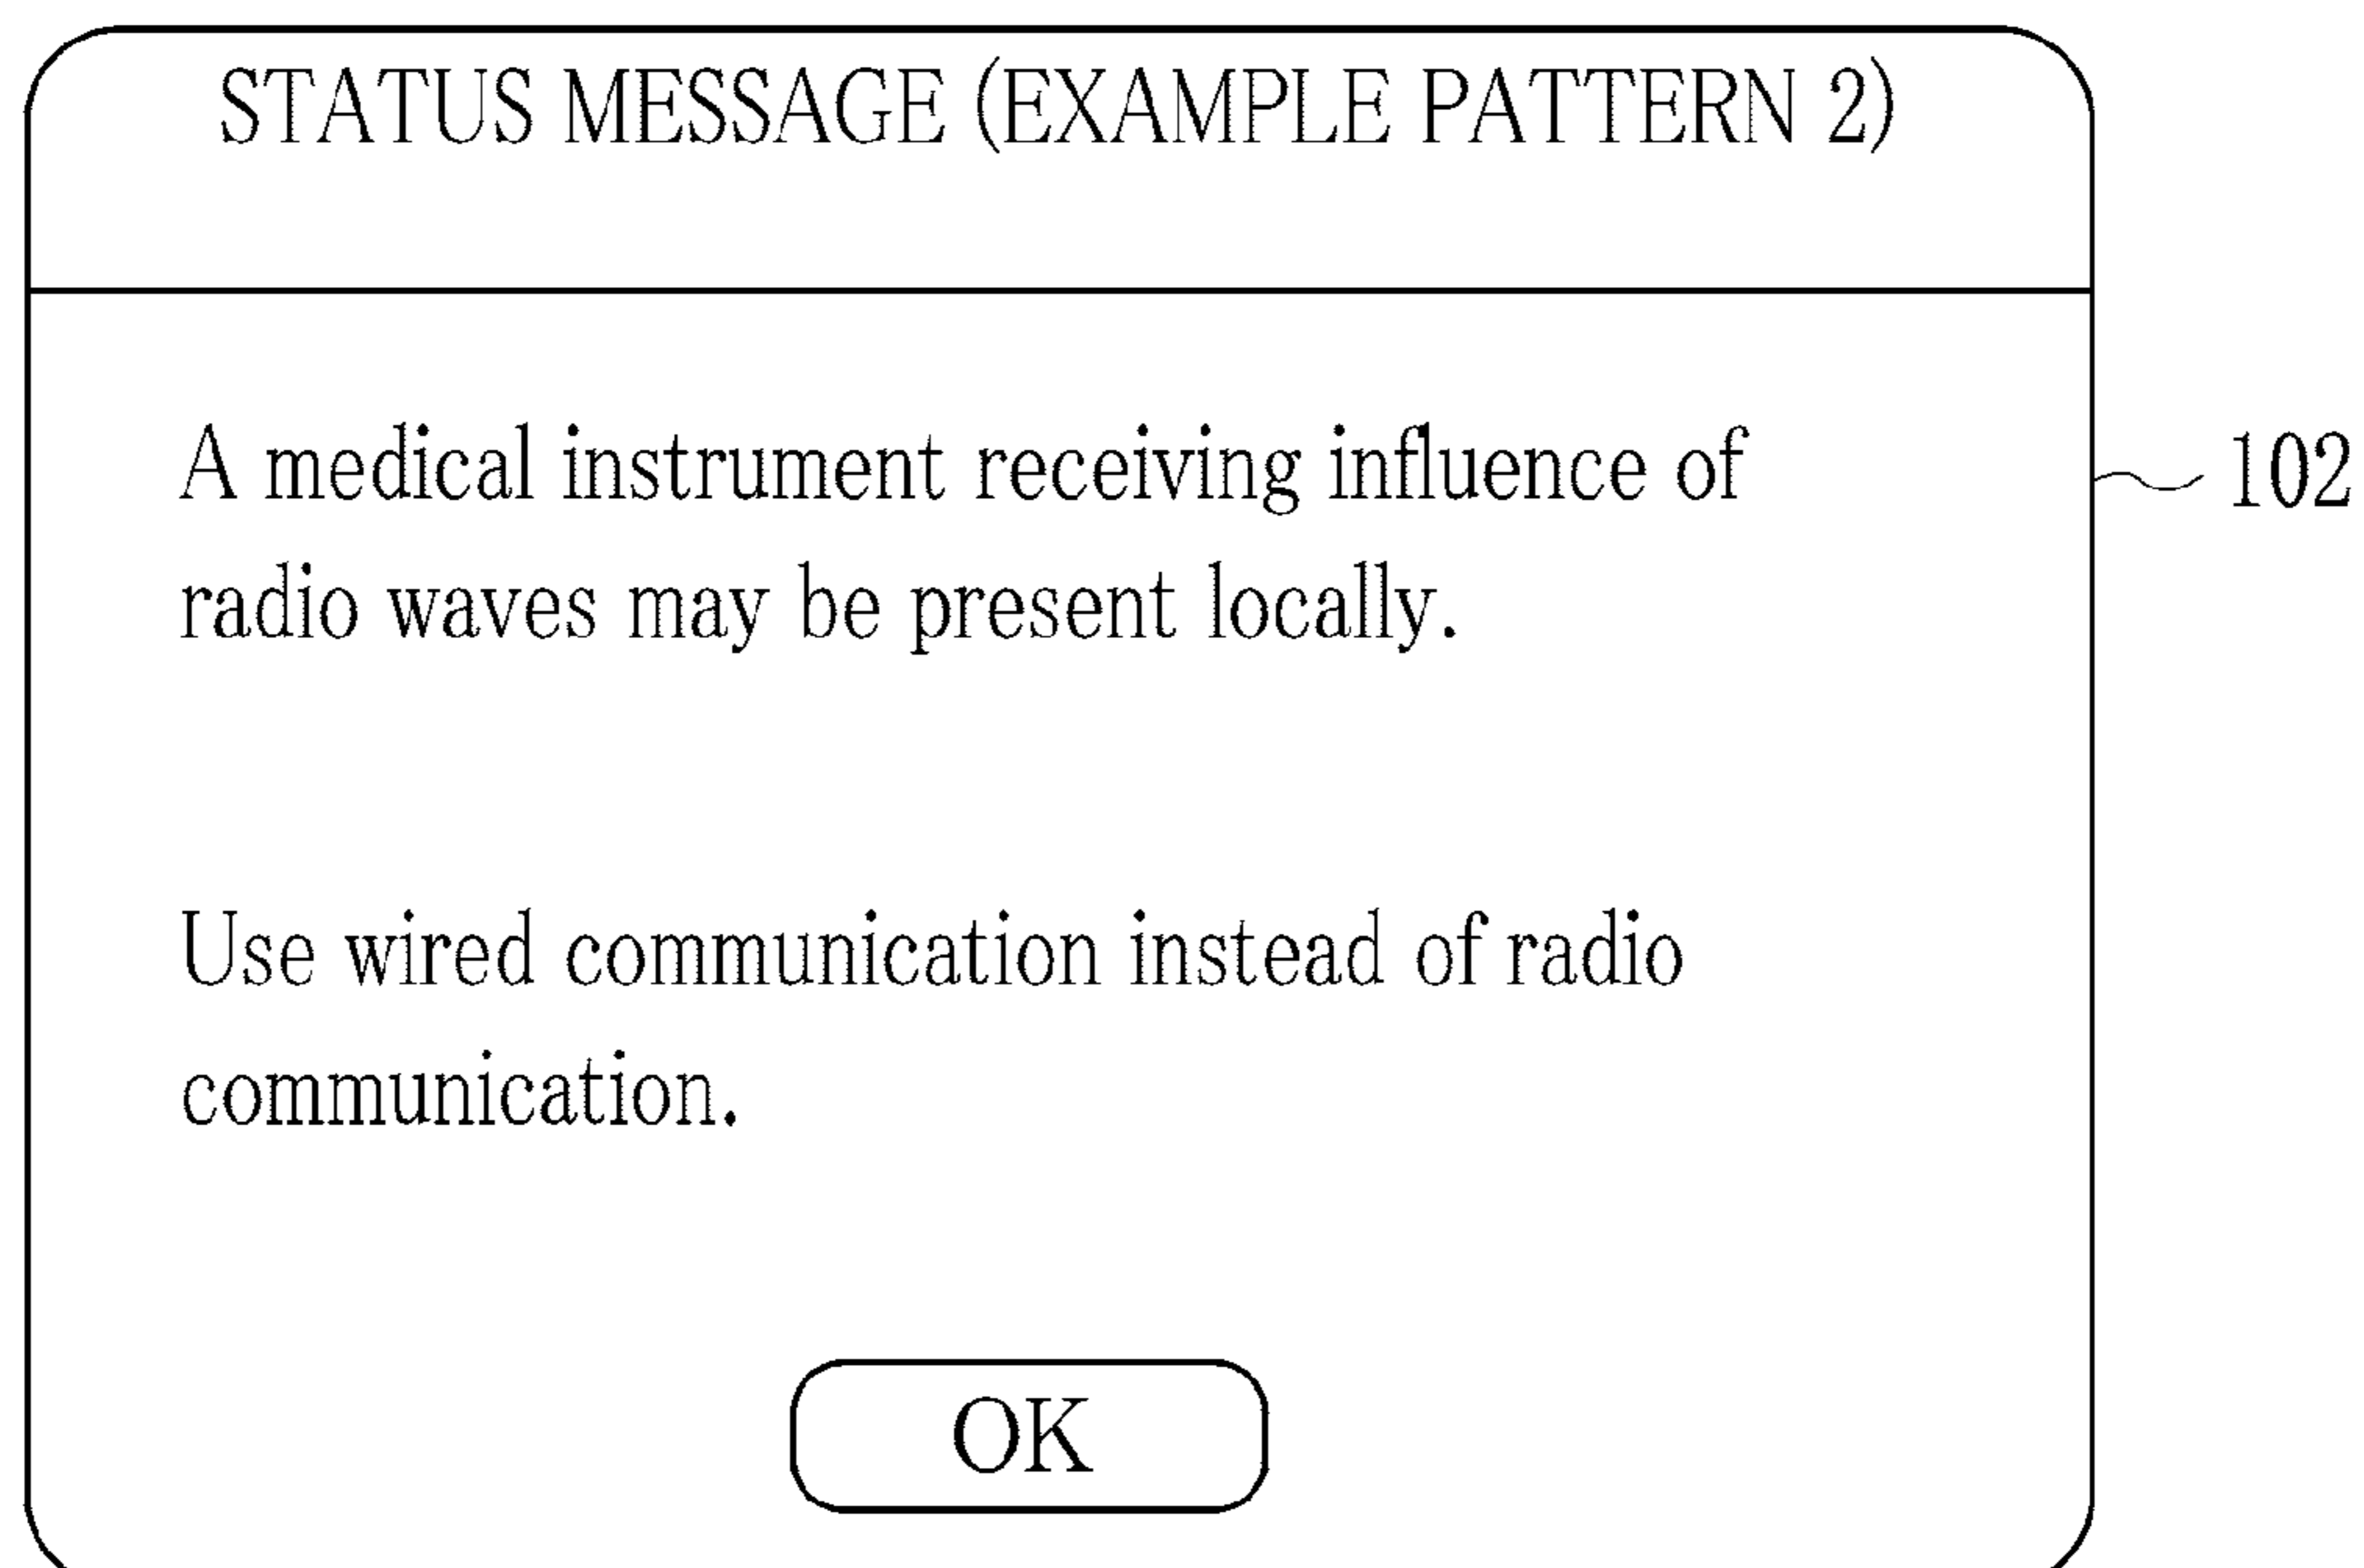 STATUS MESSAGE (EXAMPLE PATTERN 2)
A medical instrument receiving influence of
radio waves may be present locally.
102
Use wired communication instead of radio
communication.
OK